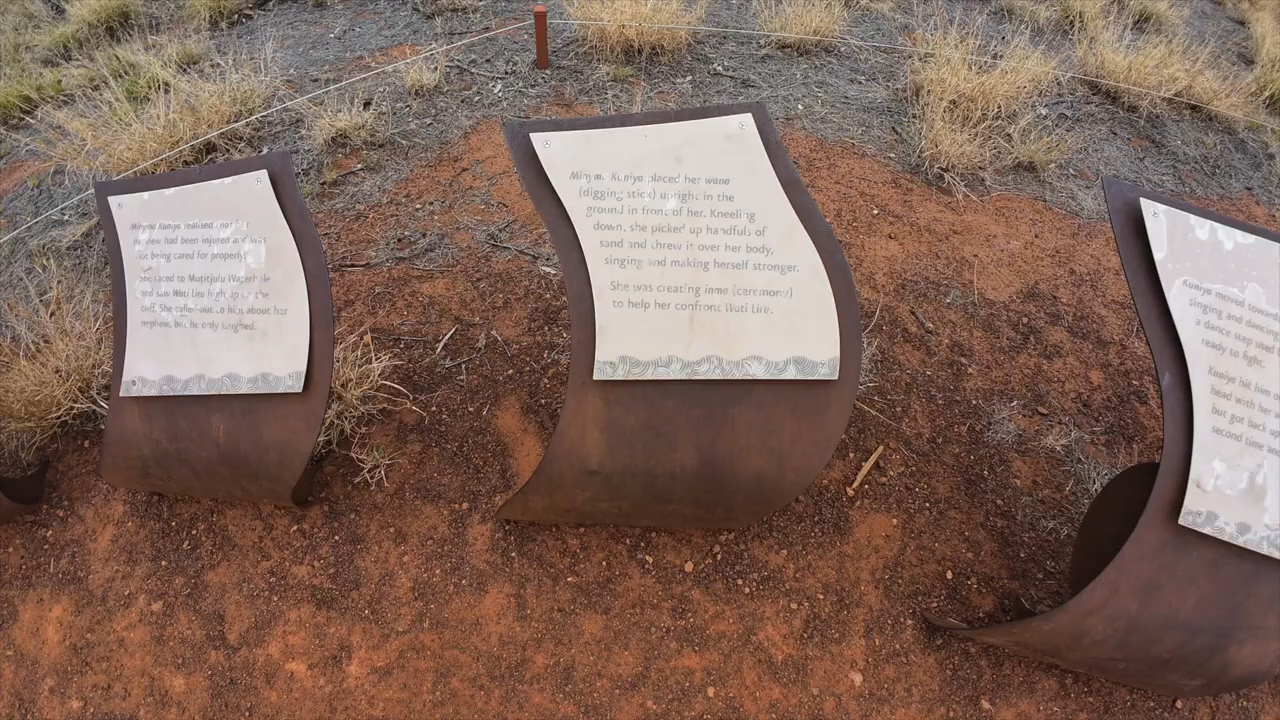 Minyma Kuniya realised that her
nephew had been injured and was
not being cared for properly.
She raced to Mutitjulu Waterhole
and saw Wati Liru high up on the
cliff. She called out to him about her
nephew, but he only laughed.
Minyma Kuniya placed her wana
(digging stick) upright in the
ground in front of her. Kneeling
down, she picked up handfuls of
sand and threw it over her body,
singing and making herself stronger.
She was creating inma (ceremony)
to help her confront Wati Liru.
Kuniya moved toward
singing and dancing
a dance step used
ready to fight.
Kuniya hit him
head with her
but got back up
second time and